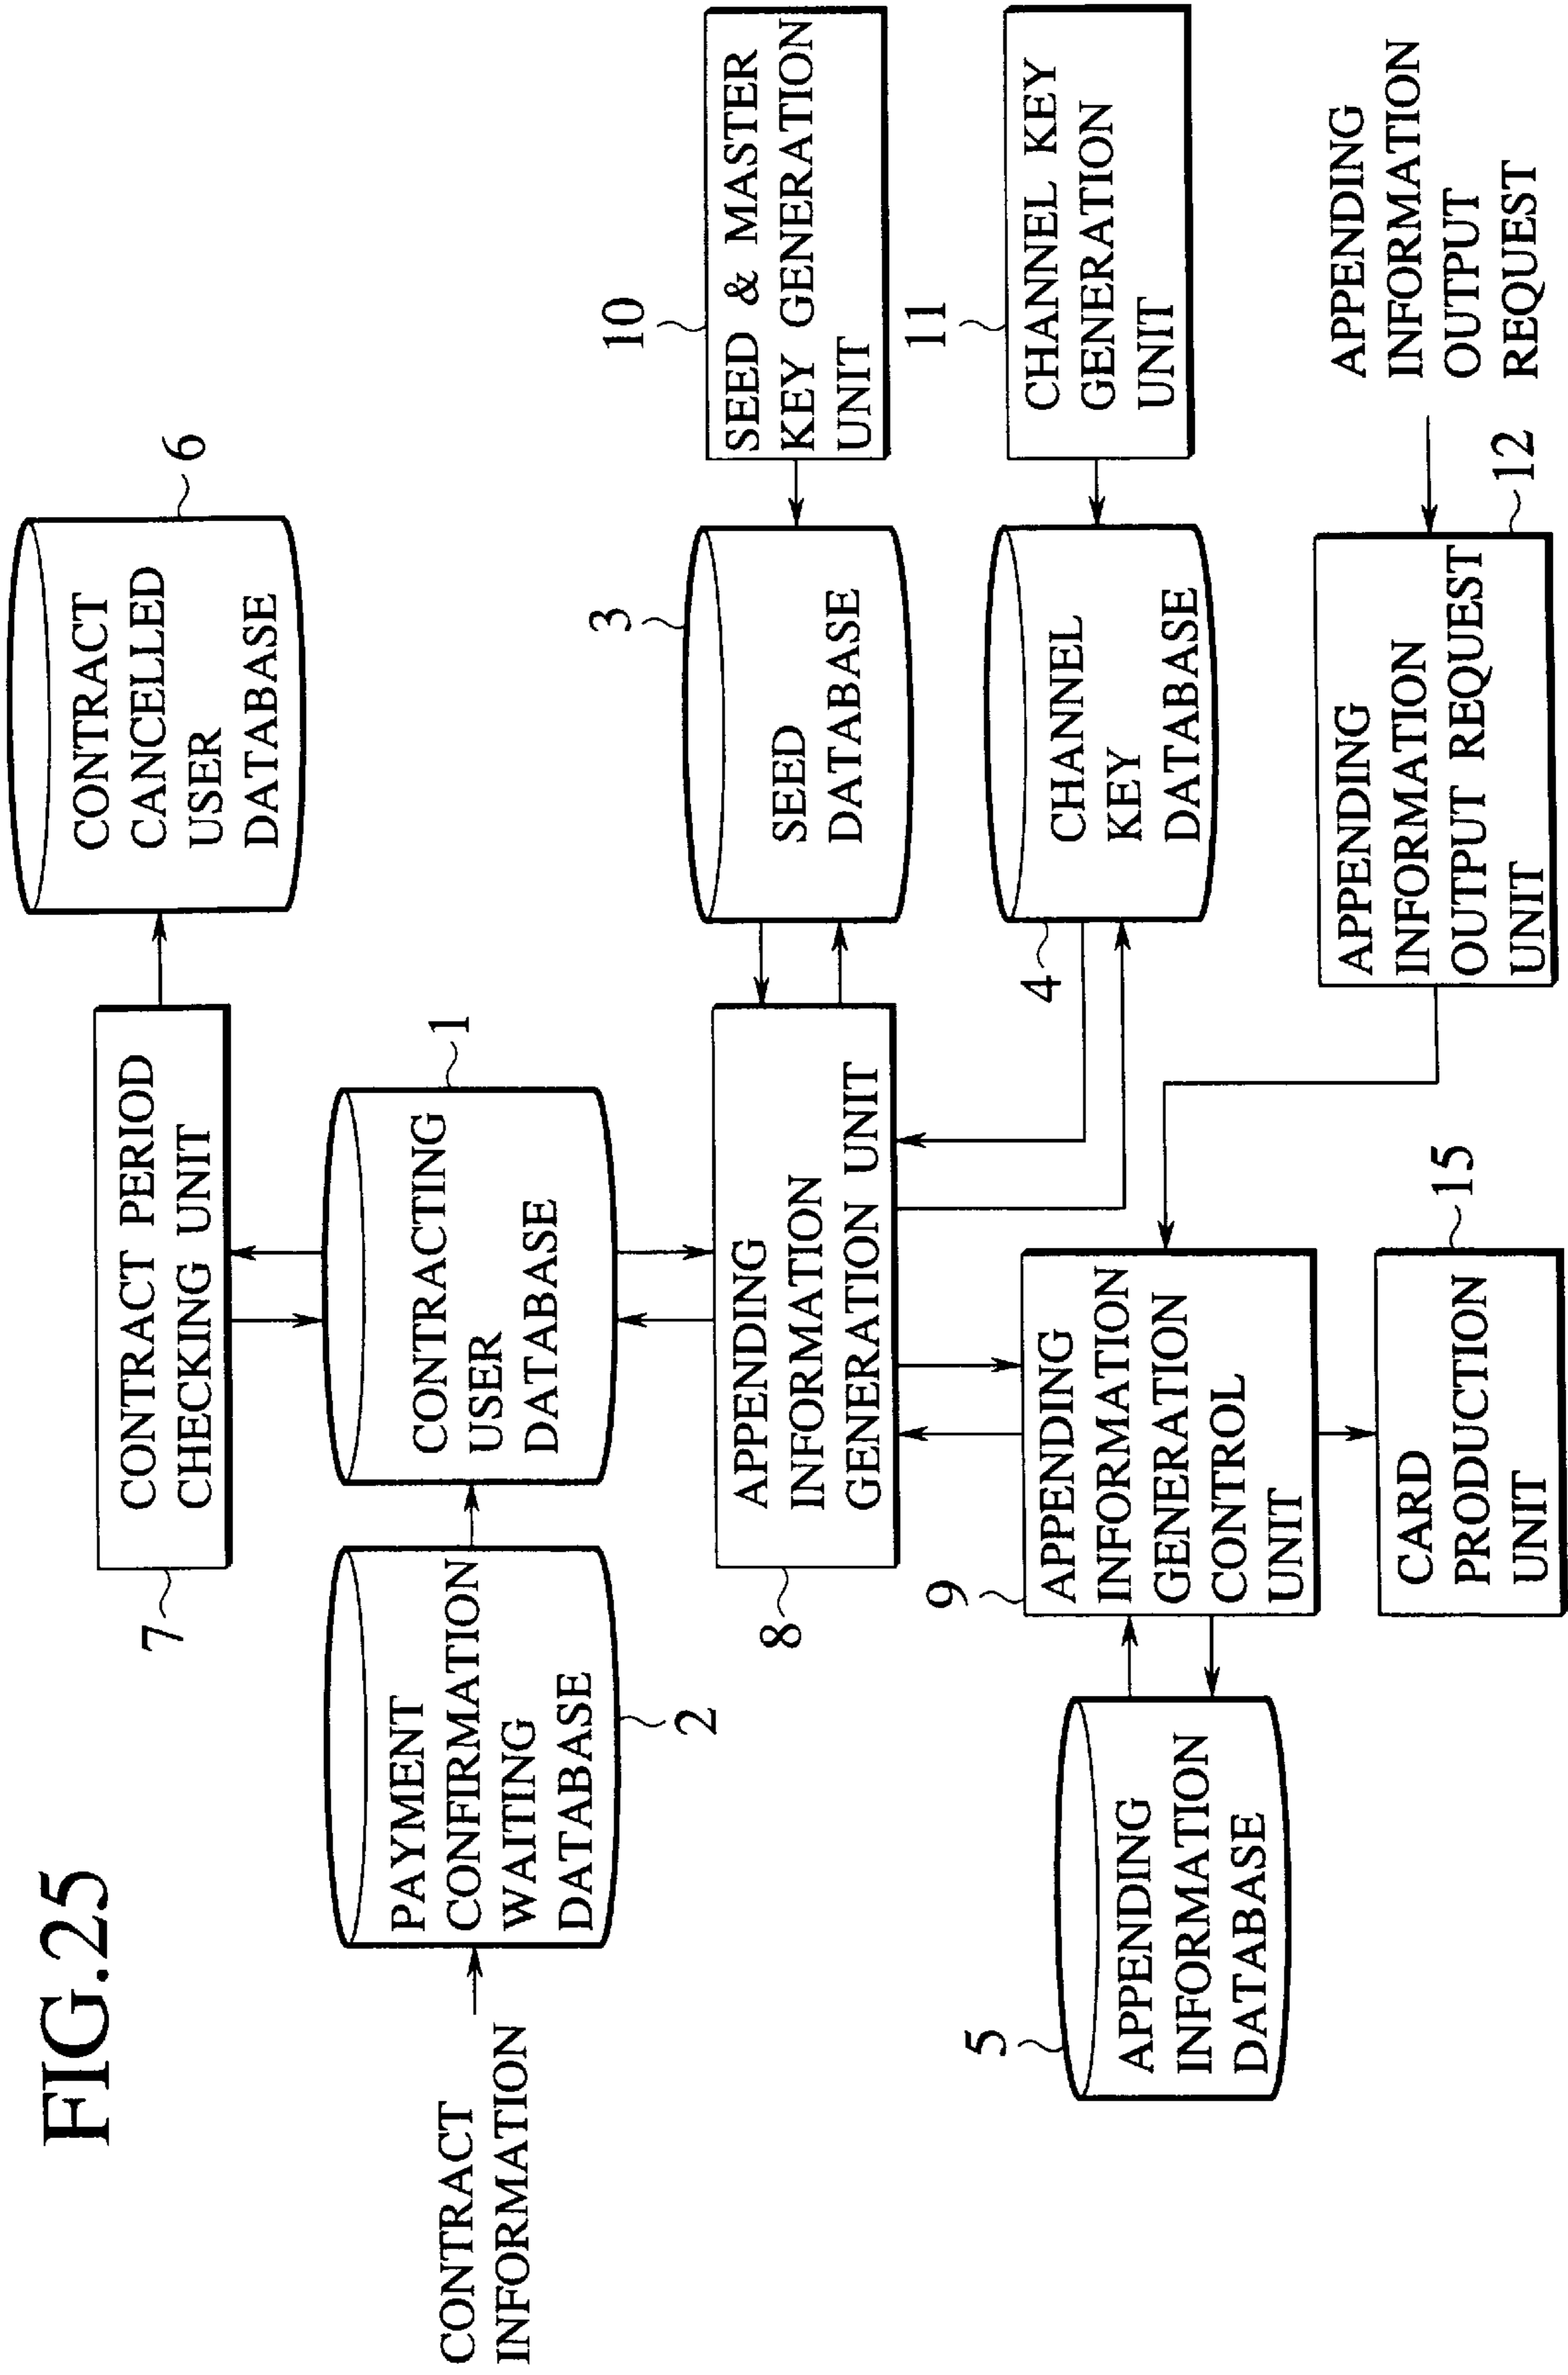 FIG.25
CONTRACT PERIOD
CHECKING UNIT
7
CONTRACT
CANCELLED
USER
DATABASE
6
CONTRACT
INFORMATION
PAYMENT
CONFIRMATION
WAITING
DATABASE
2
CONTRACTING
USER
DATABASE
1
APPENDING
INFORMATION
GENERATION UNIT
8
SEED
DATABASE
3
SEED & MASTER
KEY GENERATION
UNIT
10
CHANNEL
KEY
DATABASE
4
CHANNEL KEY
GENERATION
UNIT
11
APPENDING
INFORMATION
DATABASE
5
APPENDING
INFORMATION
GENERATION
CONTROL
UNIT
9
APPENDING
INFORMATION
OUTPUT REQUEST
UNIT
12
APPENDING
INFORMATION
OUTPUT
REQUEST
CARD
PRODUCTION
UNIT
15